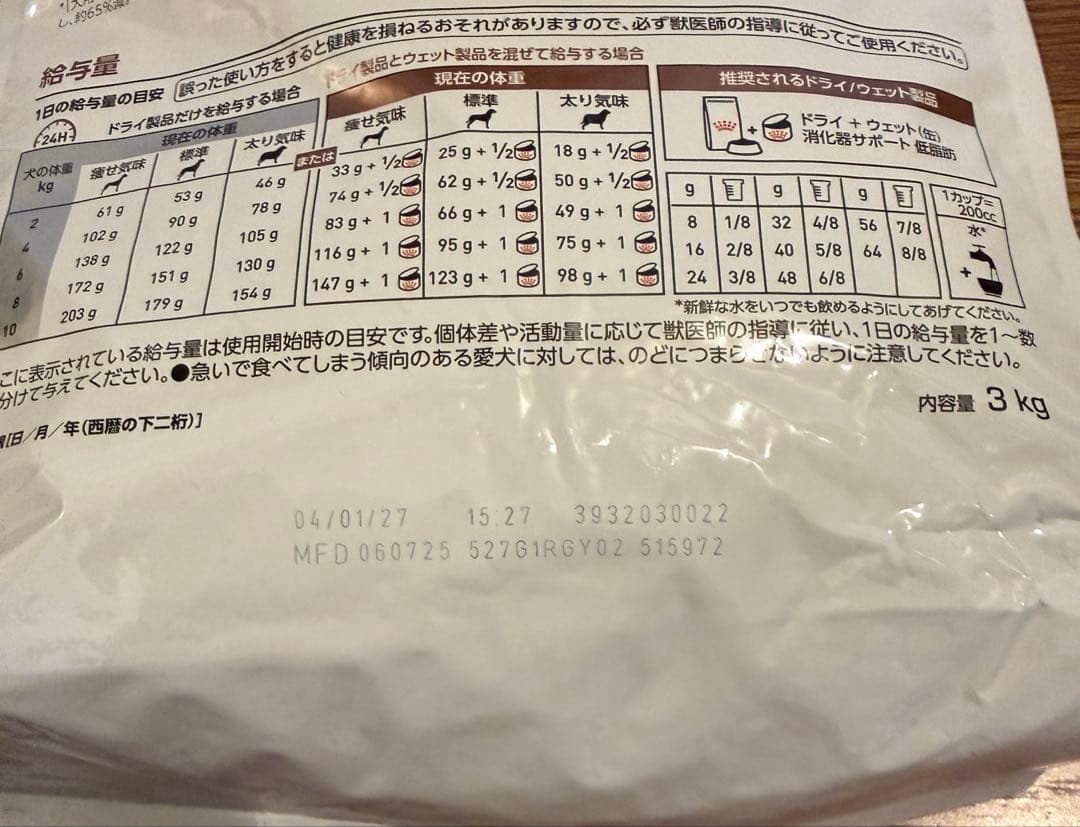 し、約65%減
誤った使い方をすると健康を損ねるおそれがありますので、必ず獣医師の指導に従ってご使用ください。
給与量
1日の給与量の目安
24H
ドライ製品だけを給与する場合
現在の体重
犬の体重 kg 痩せ気味 標準 太り気味
2 61 g 53 g 46 g
4 102 g 90 g 78 g
6 138 g 122 g 105 g
8 172 g 151 g 130 g
10 203 g 179 g 154 g
または
ドライ製品とウェット製品を混ぜて給与する場合
現在の体重
痩せ気味 標準 太り気味
33 g + 1/2 25 g + 1/2 18 g + 1/2
74 g + 1/2 62 g + 1/2 50 g + 1/2
83 g + 1 66 g + 1 49 g + 1
116 g + 1 95 g + 1 75 g + 1
147 g + 1 123 g + 1 98 g + 1
推奨されるドライ/ウェット製品
+ ドライ + ウェット(缶)
消化器サポート 低脂肪
g g g
8 1/8 32 4/8 56 7/8
16 2/8 40 5/8 64 8/8
24 3/8 48 6/8
1カップ=
200cc
水*
+
*新鮮な水をいつでも飲めるようにしてあげてください。
こに表示されている給与量は使用開始時の目安です。個体差や活動量に応じて獣医師の指導に従い、1日の給与量を1~数
分けて与えてください。●急いで食べてしまう傾向のある愛犬に対しては、のどにつまらせないように注意してください。
内容量 3 kg
[日/月/年(西暦の下二桁)]
04/01/27 15:27 3932030022
MFD 060725 527G1RGY02 515972